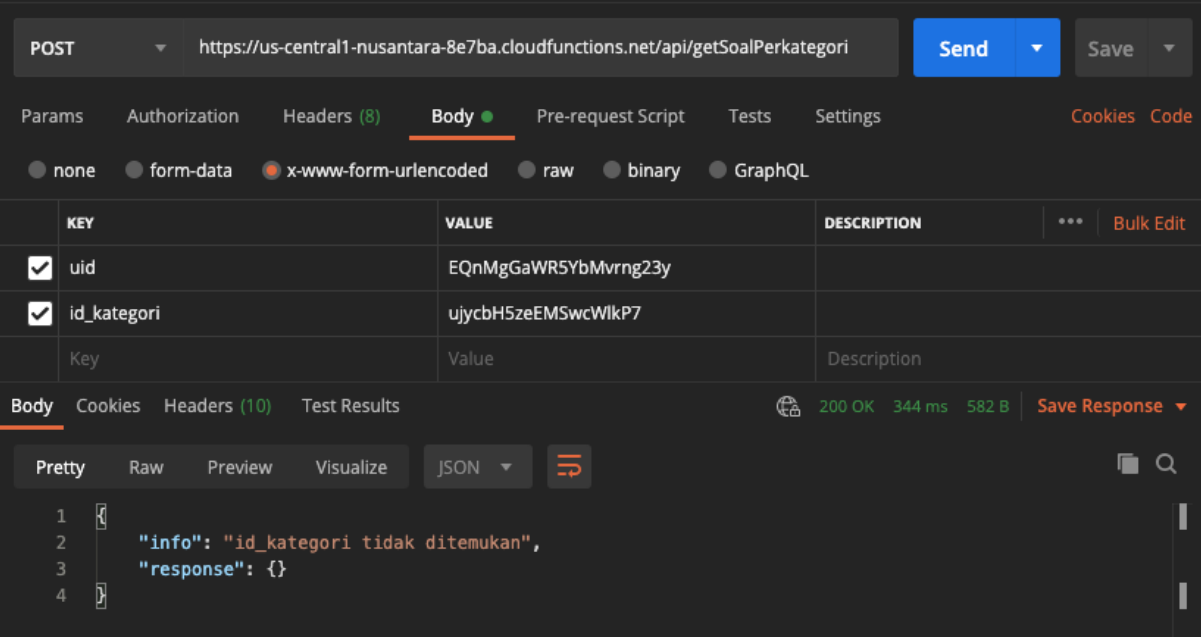 POST https://us-central1-nusantara-8e7ba.cloudfunctions.net/api/getSoalPerkategori Send Save
Params Authorization Headers (8) Body Pre-request Script Tests Settings Cookies Code
none form-data x-www-form-urlencoded raw binary GraphQL
KEY VALUE DESCRIPTION ••• Bulk Edit
uid EQnMgGaWR5YbMvrng23y
id_kategori ujycbH5zeEMSwcWlkP7
Key Value Description
Body Cookies Headers (10) Test Results 200 OK 344 ms 582 B Save Response
Pretty Raw Preview Visualize JSON
1 {
2 "info": "id_kategori tidak ditemukan",
3 "response": {}
4 }